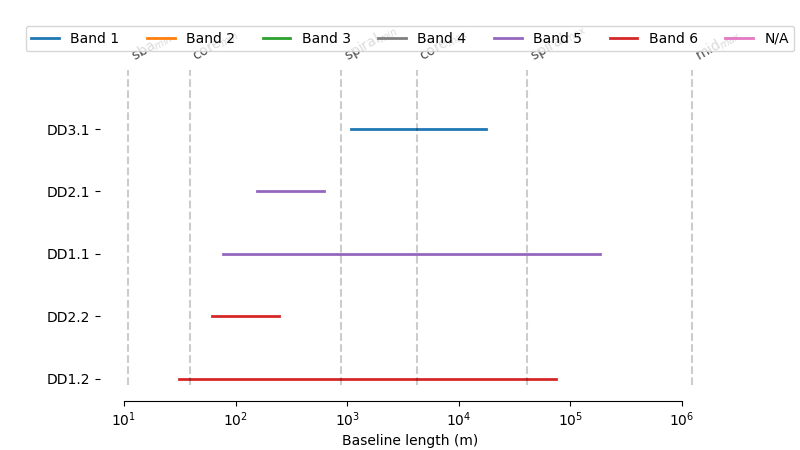 Band 1 Band 2 Band 3 Band 4 Band 5 Band 6 N/A
DD3.1
DD2.1
DD1.1
DD2.2
DD1.2
10¹ 10² 10³ 10⁴ 10⁵ 10⁶
Baseline length (m)